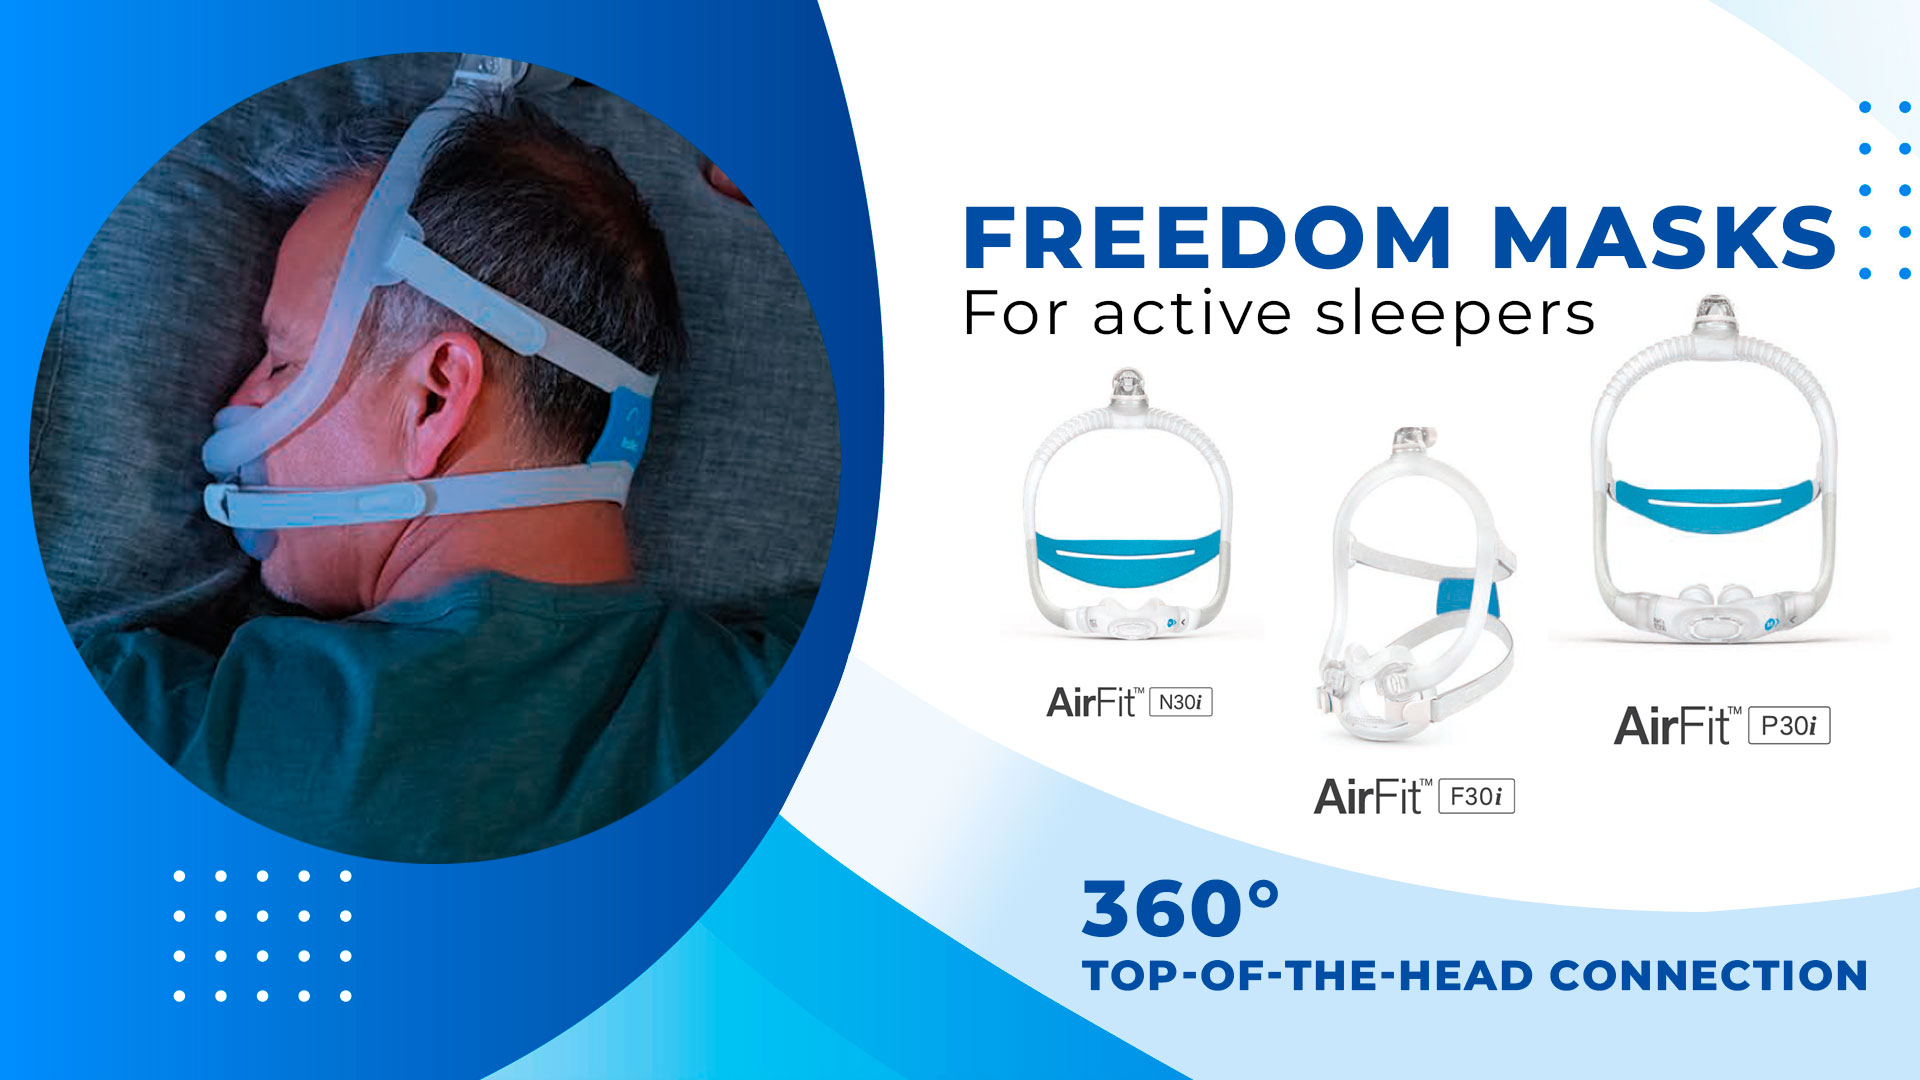 FREEDOM MASKS
For active sleepers
AirFit™ N30i
AirFit™ F30i
AirFit™ P30i
360°
TOP-OF-THE-HEAD CONNECTION